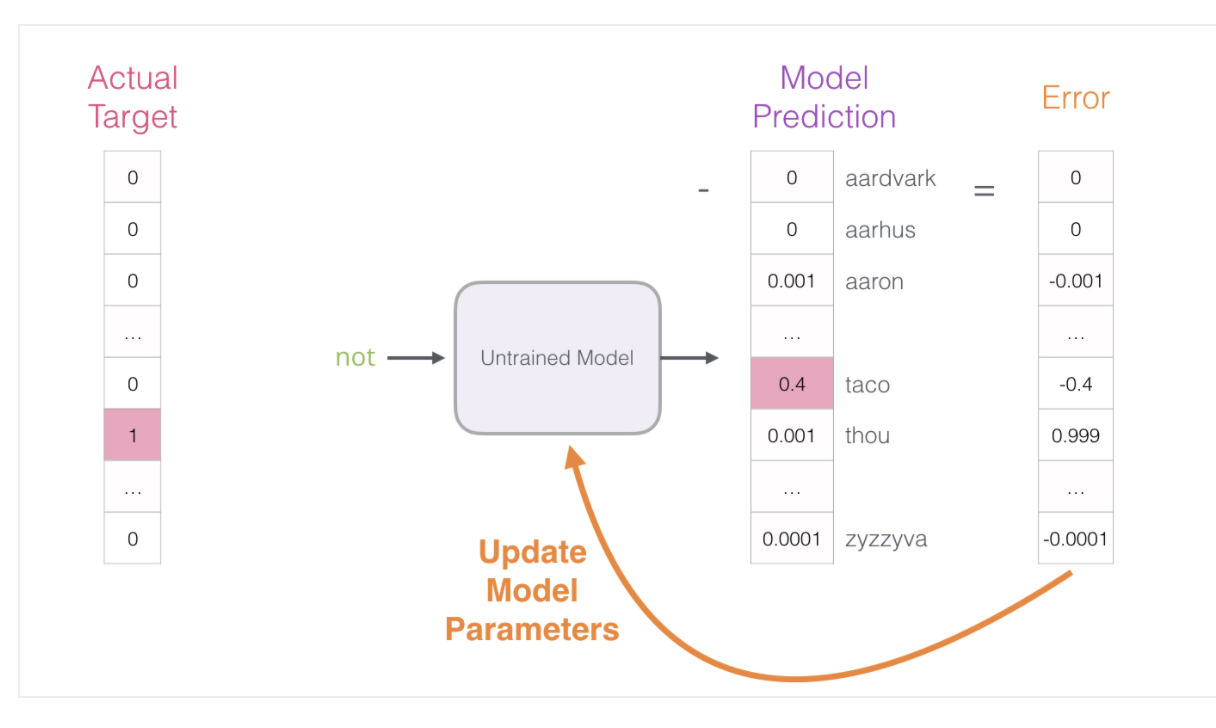 Actual
Target
Model
Prediction
Error
0
0
0
...
0
1
...
0
not
Untrained Model
-
0 aardvark
0 aarhus
0.001 aaron
...
0.4 taco
0.001 thou
...
0.0001 zyzzyva
=
0
0
-0.001
...
-0.4
0.999
...
-0.0001
Update
Model
Parameters